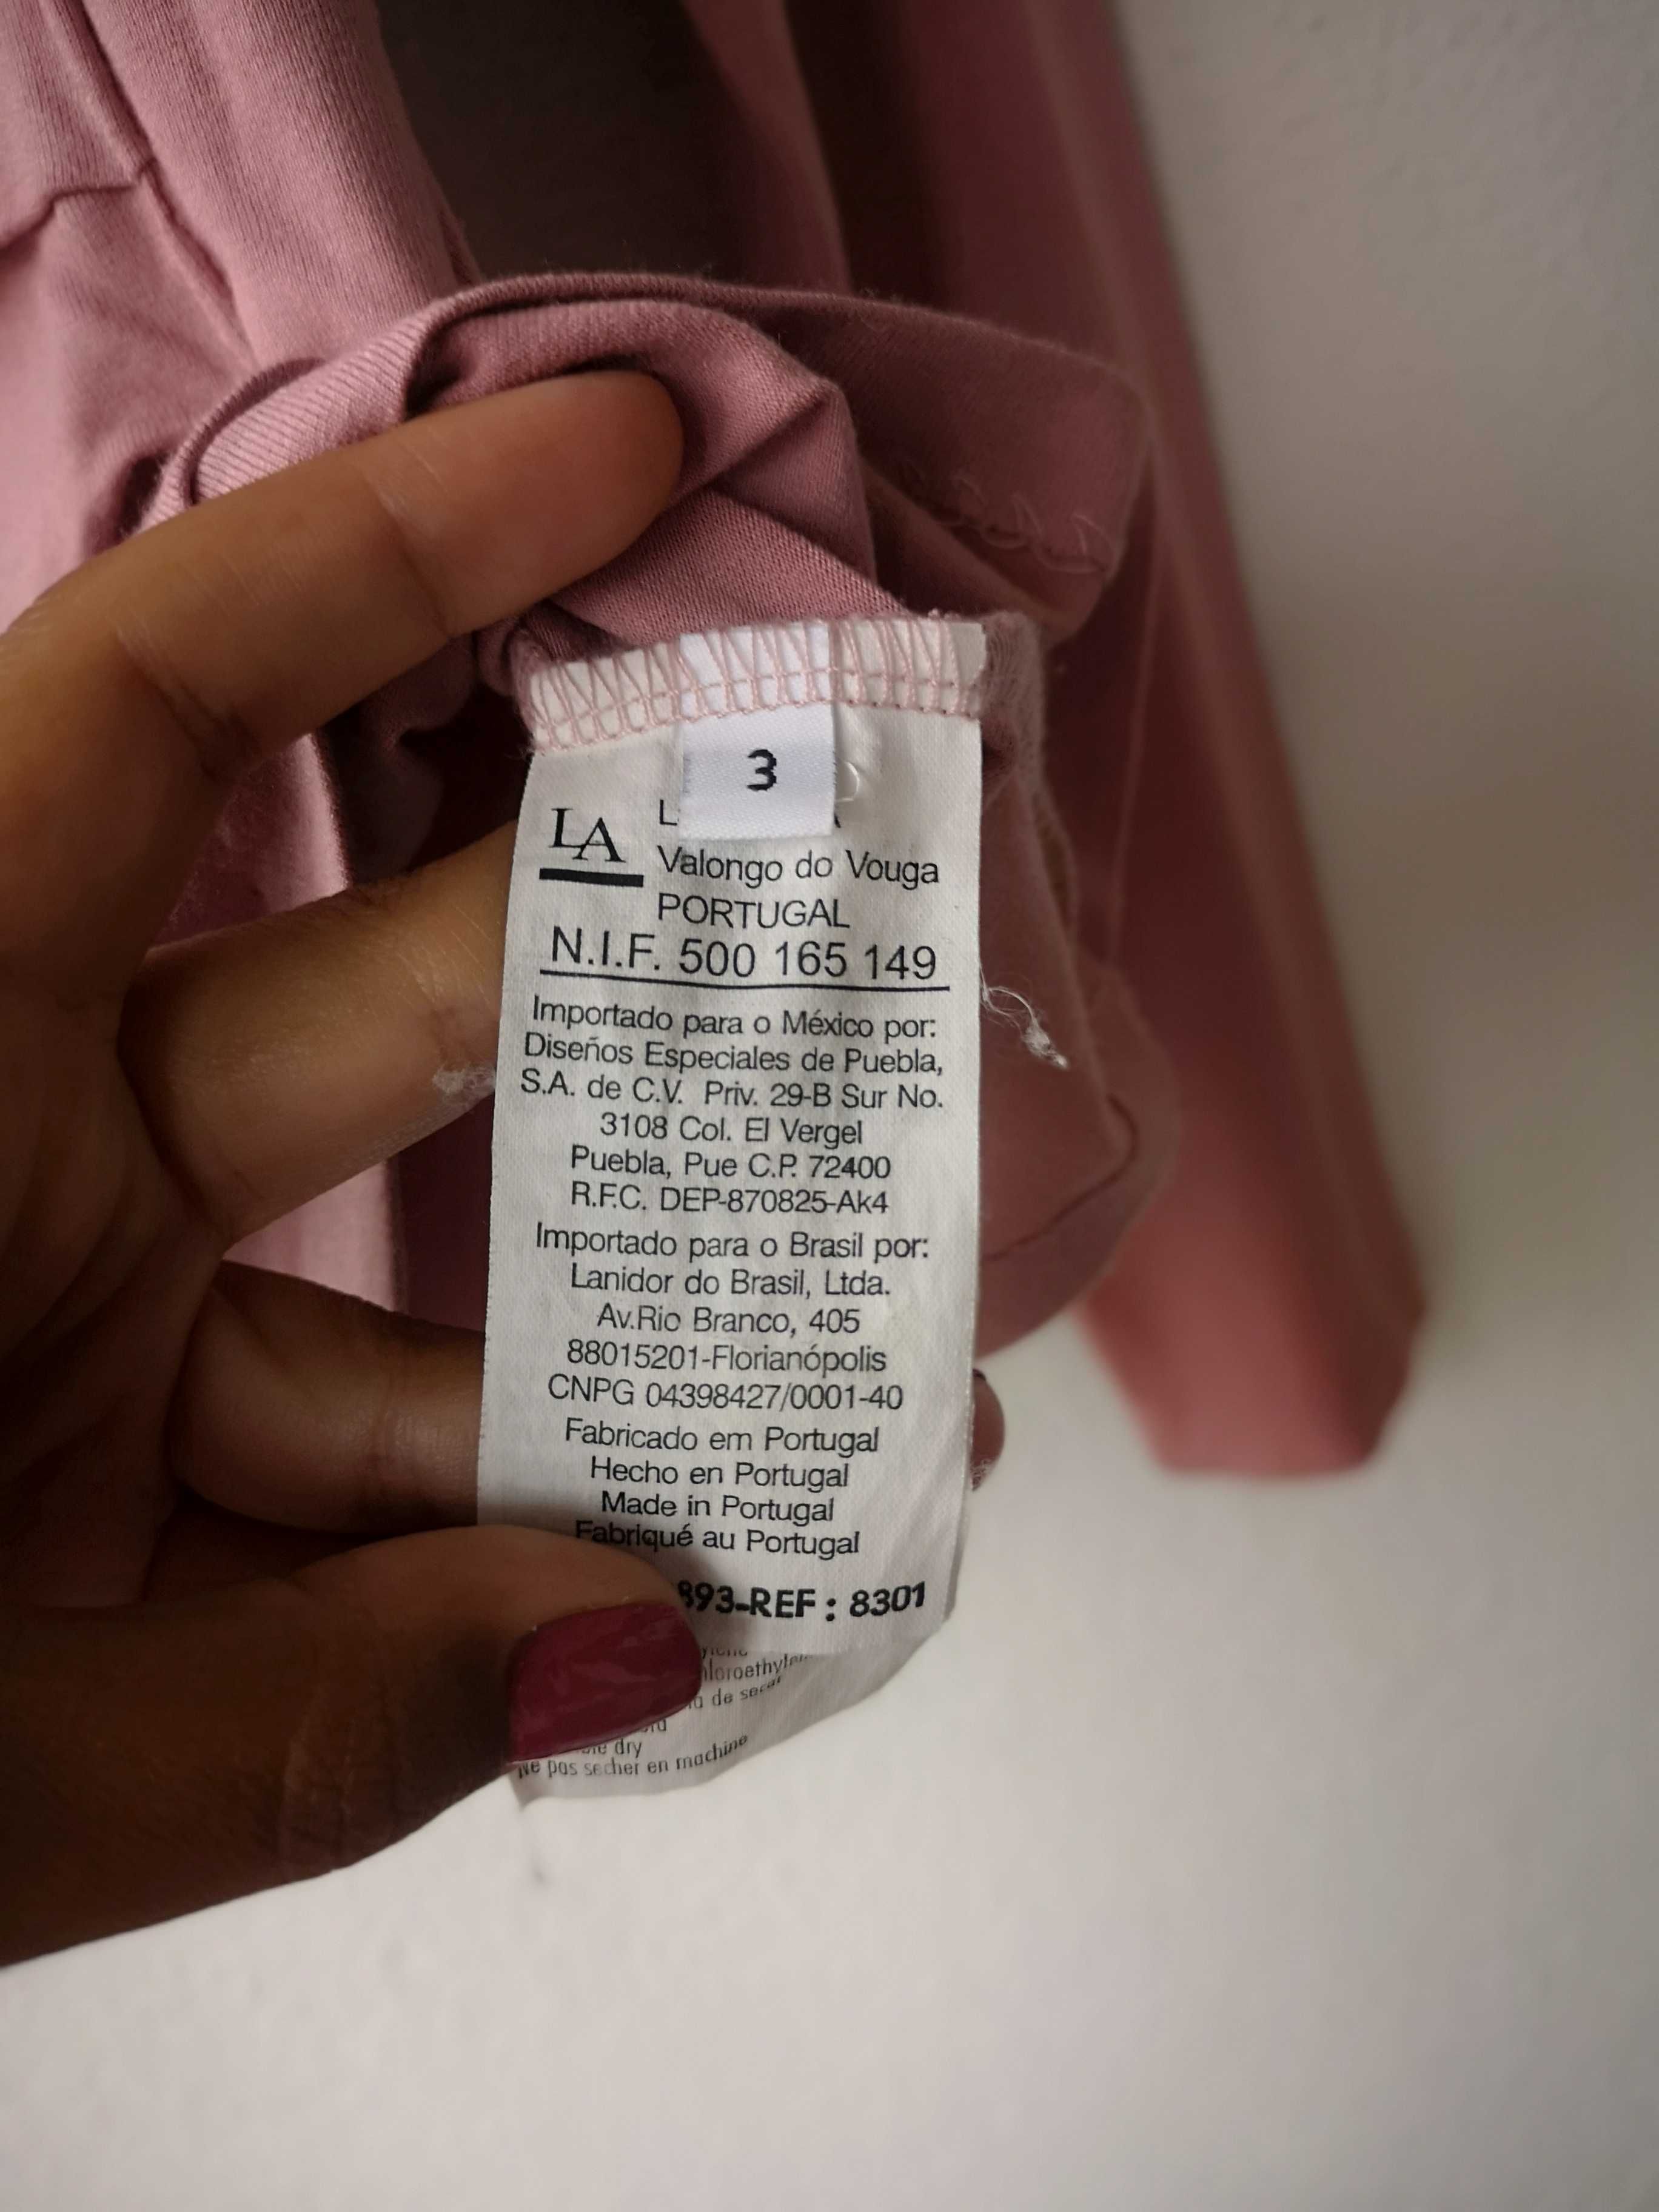 3
LA
Valongo do Vouga
PORTUGAL
N.I.F. 500 165 149
Importado para o México por:
Diseños Especiales de Puebla,
S.A. de C.V. Priv. 29-B Sur No.
3108 Col. El Vergel
Puebla, Pue C.P. 72400
R.F.C. DEP-870825-Ak4
Importado para o Brasil por:
Lanidor do Brasil, Ltda.
Av.Rio Branco, 405
88015201-Florianópolis
CNPG 04398427/0001-40
Fabricado em Portugal
Hecho en Portugal
Made in Portugal
Fabriqué au Portugal
893-REF: 8301
de secar
dry
Ne pas secher en machine